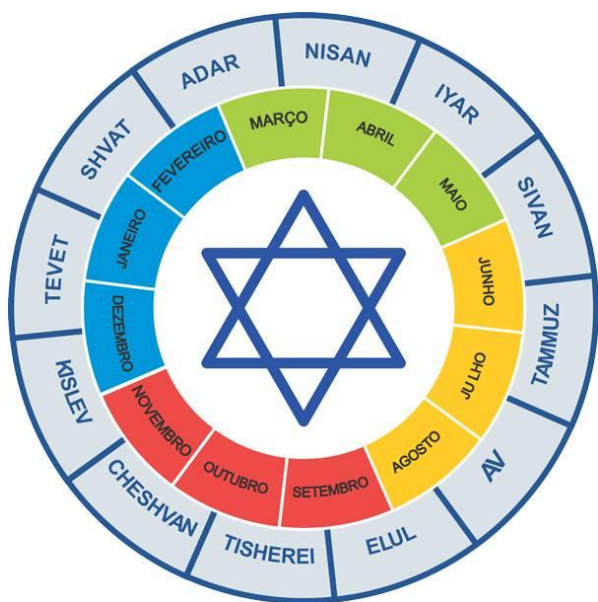 NISAN
IYAR
SIVAN
TAMMUZ
AV
ELUL
TISHEREI
CHESHVAN
KISLEV
TEVET
SHVAT
ADAR
MARÇO
ABRIL
MAIO
JUNHO
JULHO
AGOSTO
SETEMBRO
OUTUBRO
NOVEMBRO
DEZEMBRO
JANEIRO
FEVEREIRO